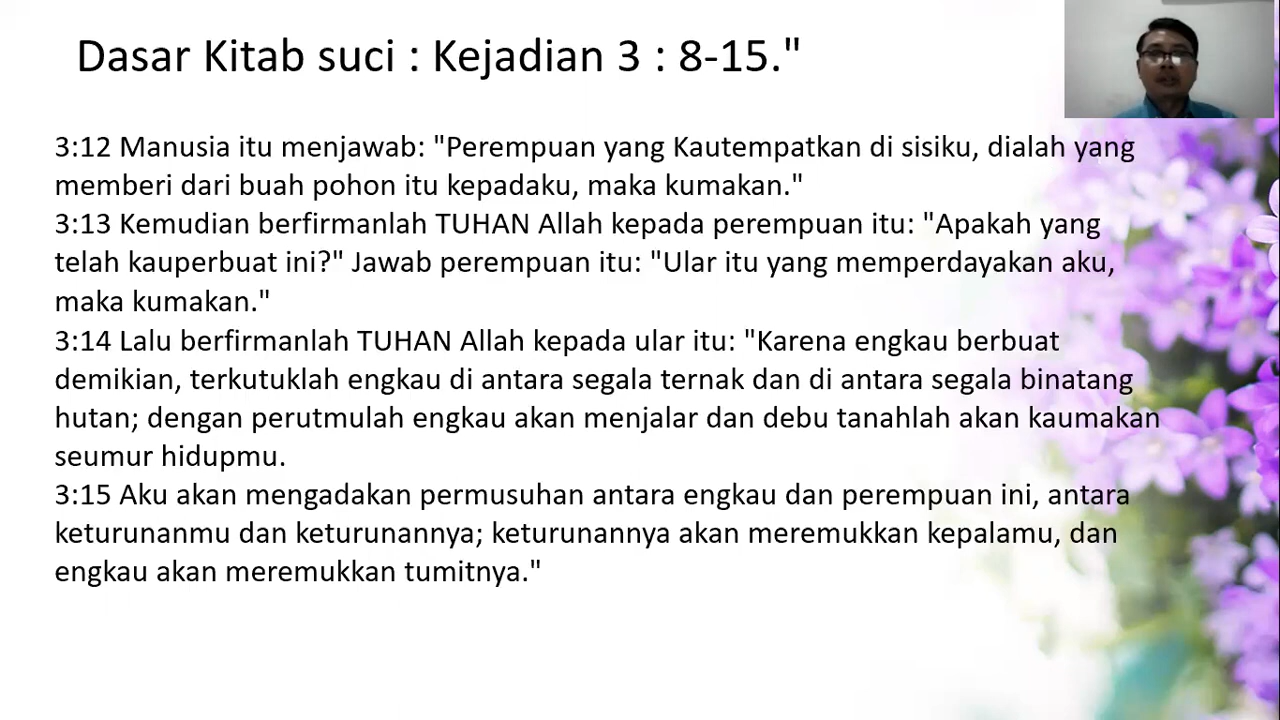 Dasar Kitab suci : Kejadian 3 : 8-15."
3:12 Manusia itu menjawab: "Perempuan yang Kautempatkan di sisiku, dialah yang
memberi dari buah pohon itu kepadaku, maka kumakan."
3:13 Kemudian berfirmanlah TUHAN Allah kepada perempuan itu: "Apakah yang
telah kauperbuat ini?" Jawab perempuan itu: "Ular itu yang memperdayakan aku,
maka kumakan."
3:14 Lalu berfirmanlah TUHAN Allah kepada ular itu: "Karena engkau berbuat
demikian, terkutuklah engkau di antara segala ternak dan di antara segala binatang
hutan; dengan perutmulah engkau akan menjalar dan debu tanahlah akan kaumakan
seumur hidupmu.
3:15 Aku akan mengadakan permusuhan antara engkau dan perempuan ini, antara
keturunanmu dan keturunannya; keturunannya akan meremukkan kepalamu, dan
engkau akan meremukkan tumitnya."